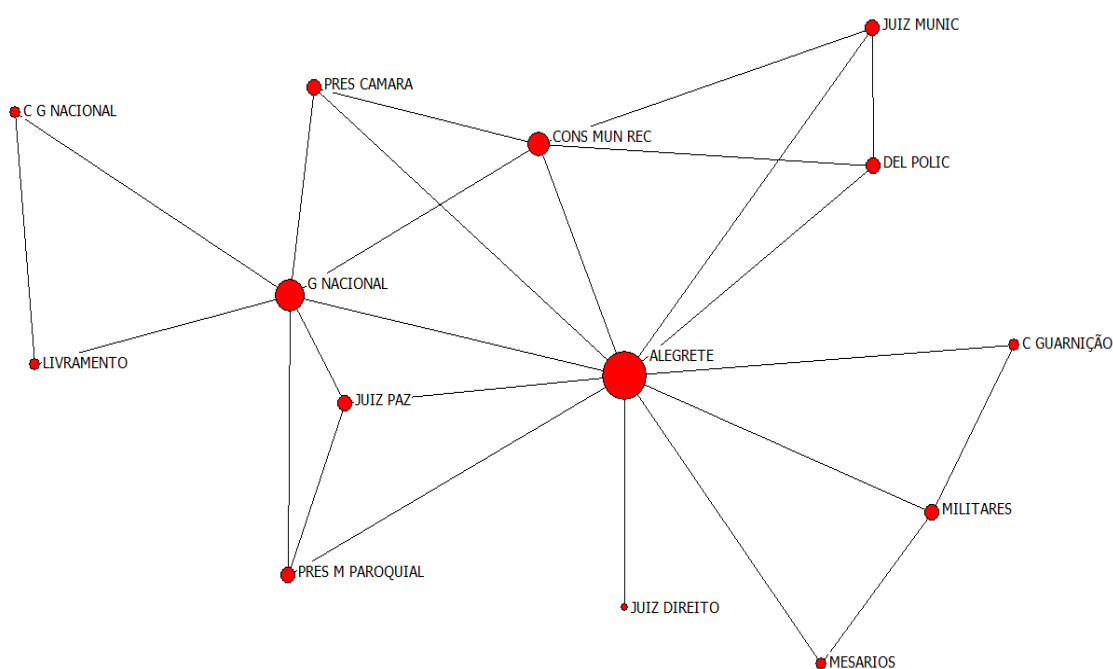 JUIZ MUNIC
PRES CAMARA
C G NACIONAL
CONS MUN REC
DEL POLIC
G NACIONAL
C GUARNIÇÃO
ALEGRETE
LIVRAMENTO
JUIZ PAZ
MILITARES
PRES M PAROQUIAL
JUIZ DIREITO
MESARIOS